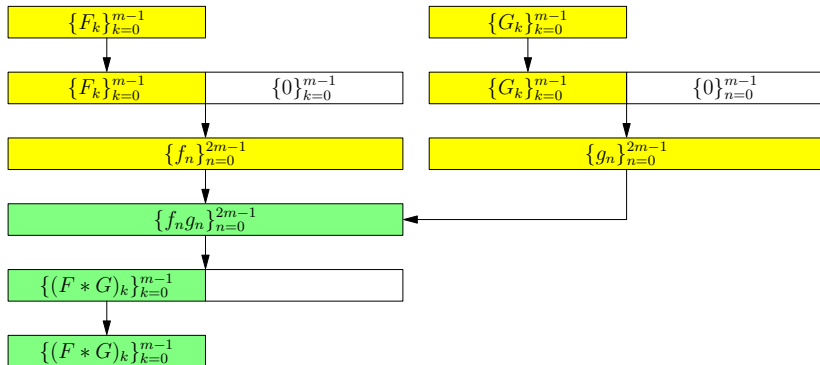 {F_k}_{k=0}^{m-1} {G_k}_{k=0}^{m-1}
{F_k}_{k=0}^{m-1} {0}_{k=0}^{m-1} {G_k}_{k=0}^{m-1} {0}_{n=0}^{m-1}
{f_n}_{n=0}^{2m-1} {g_n}_{n=0}^{2m-1}
{f_n g_n}_{n=0}^{2m-1}
{(F * G)_k}_{k=0}^{m-1}
{(F * G)_k}_{k=0}^{m-1}